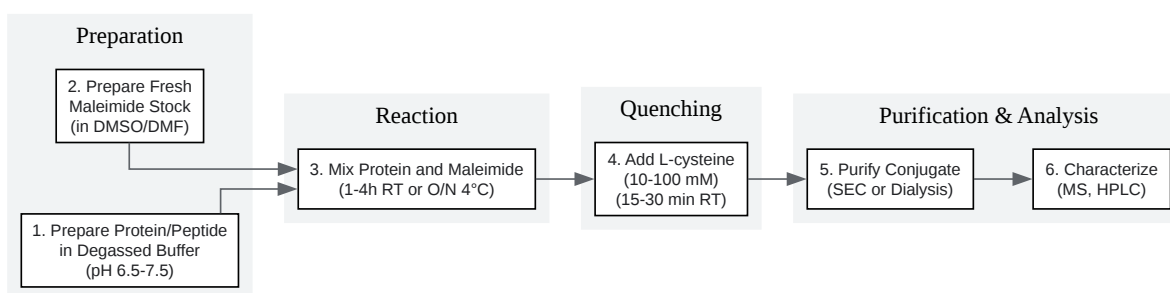 Preparation
2. Prepare Fresh
Maleimide Stock
(in DMSO/DMF)
1. Prepare Protein/Peptide
in Degassed Buffer
(pH 6.5-7.5)
Reaction
3. Mix Protein and Maleimide
(1-4h RT or O/N 4°C)
Quenching
4. Add L-cysteine
(10-100 mM)
(15-30 min RT)
Purification & Analysis
5. Purify Conjugate
(SEC or Dialysis)
6. Characterize
(MS, HPLC)